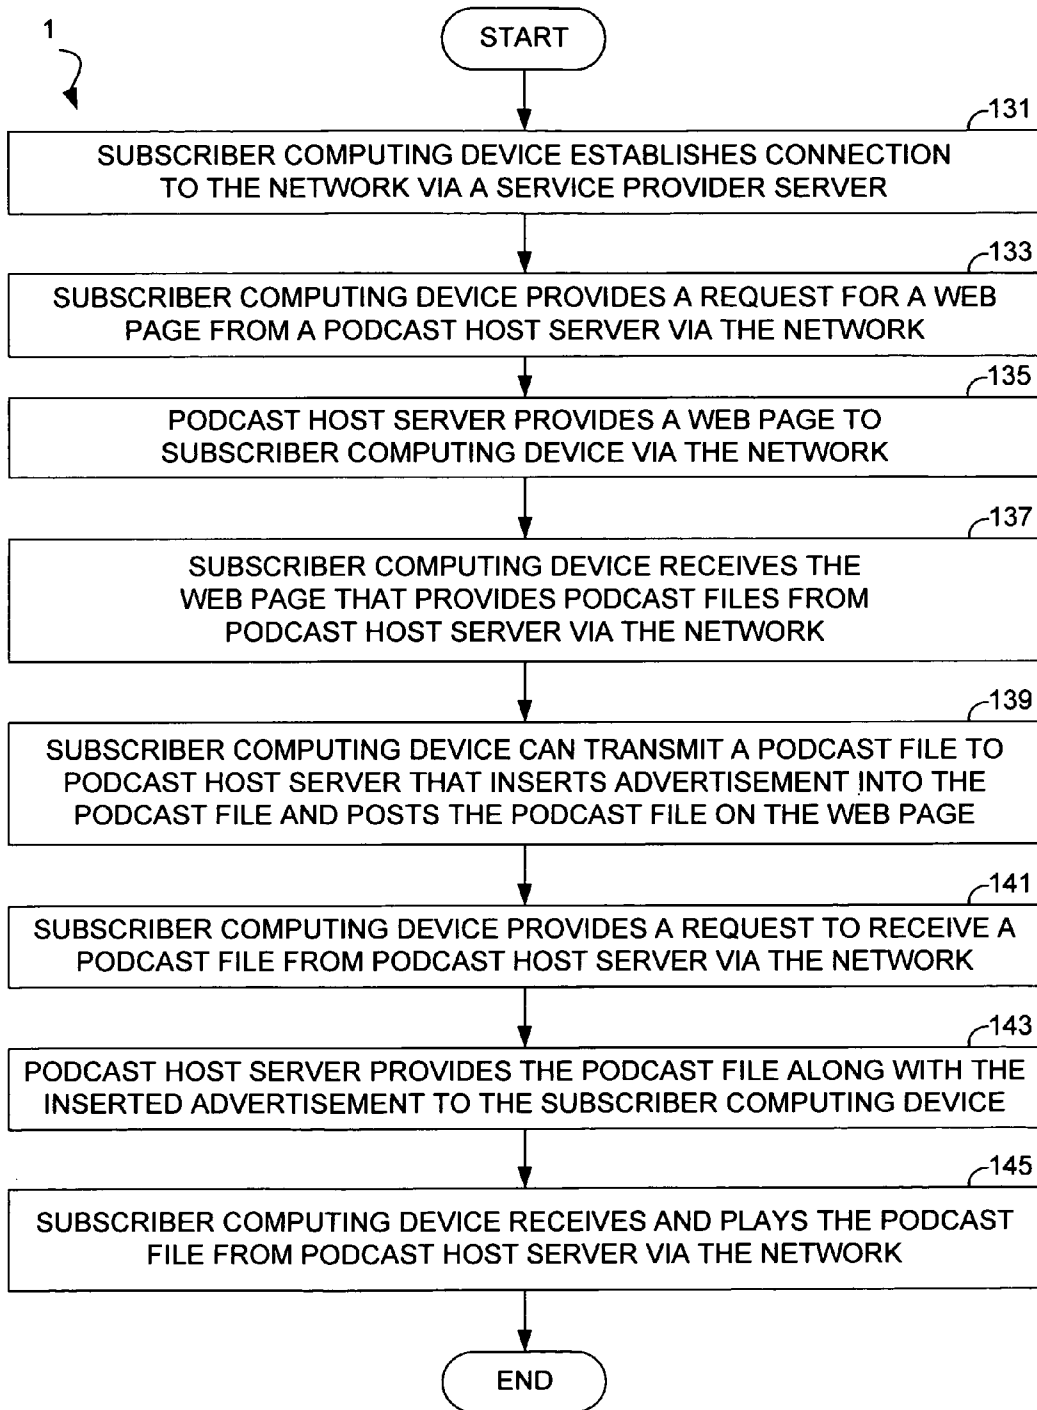 1
START
131
SUBSCRIBER COMPUTING DEVICE ESTABLISHES CONNECTION
TO THE NETWORK VIA A SERVICE PROVIDER SERVER
133
SUBSCRIBER COMPUTING DEVICE PROVIDES A REQUEST FOR A WEB
PAGE FROM A PODCAST HOST SERVER VIA THE NETWORK
135
PODCAST HOST SERVER PROVIDES A WEB PAGE TO
SUBSCRIBER COMPUTING DEVICE VIA THE NETWORK
137
SUBSCRIBER COMPUTING DEVICE RECEIVES THE
WEB PAGE THAT PROVIDES PODCAST FILES FROM
PODCAST HOST SERVER VIA THE NETWORK
139
SUBSCRIBER COMPUTING DEVICE CAN TRANSMIT A PODCAST FILE TO
PODCAST HOST SERVER THAT INSERTS ADVERTISEMENT INTO THE
PODCAST FILE AND POSTS THE PODCAST FILE ON THE WEB PAGE
141
SUBSCRIBER COMPUTING DEVICE PROVIDES A REQUEST TO RECEIVE A
PODCAST FILE FROM PODCAST HOST SERVER VIA THE NETWORK
143
PODCAST HOST SERVER PROVIDES THE PODCAST FILE ALONG WITH THE
INSERTED ADVERTISEMENT TO THE SUBSCRIBER COMPUTING DEVICE
145
SUBSCRIBER COMPUTING DEVICE RECEIVES AND PLAYS THE PODCAST
FILE FROM PODCAST HOST SERVER VIA THE NETWORK
END